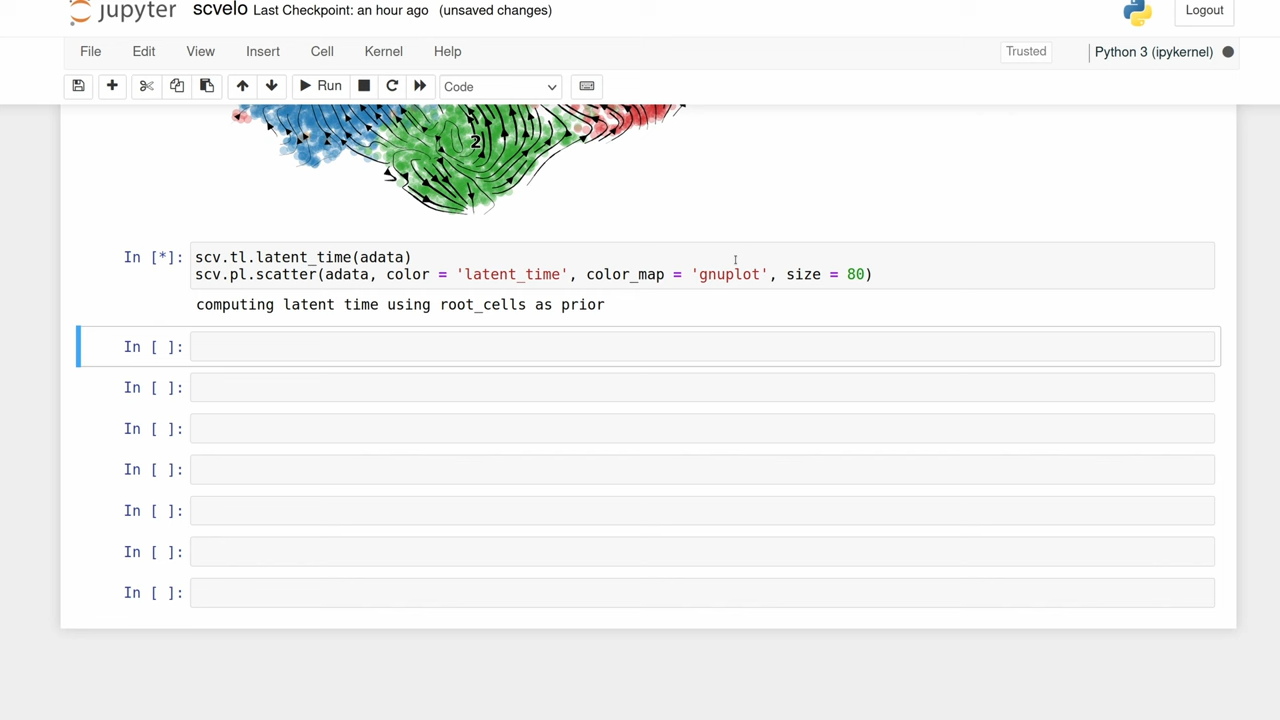 jupyter scvelo Last Checkpoint: an hour ago (unsaved changes) Logout
File Edit View Insert Cell Kernel Help Trusted Python 3 (ipykernel)
Run Code
2
In [*]: scv.tl.latent_time(adata)
scv.pl.scatter(adata, color = 'latent_time', color_map = 'gnuplot', size = 80)
computing latent time using root_cells as prior
In [ ]:
In [ ]:
In [ ]:
In [ ]:
In [ ]:
In [ ]:
In [ ]: